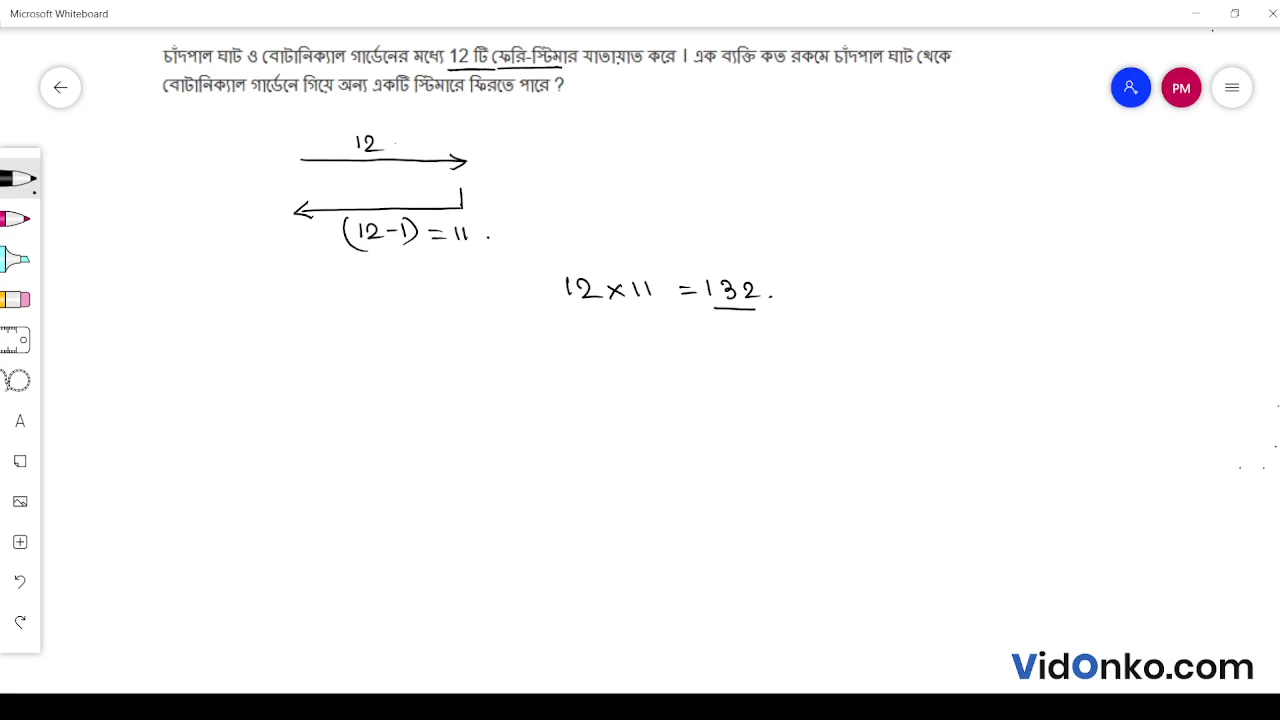 Microsoft Whiteboard
চাঁদপাল ঘাট ও বোটানিক্যাল গার্ডেনের মধ্যে 12 টি ফেরি-স্টিমার যাতায়াত করে । এক ব্যক্তি কত রকমে চাঁদপাল ঘাট থেকে
বোটানিক্যাল গার্ডেনে গিয়ে অন্য একটি স্টিমারে ফিরতে পারে ?
PM
12
(12-1) = 11 .
12 × 11 = 132 .
A
VidOnko.com